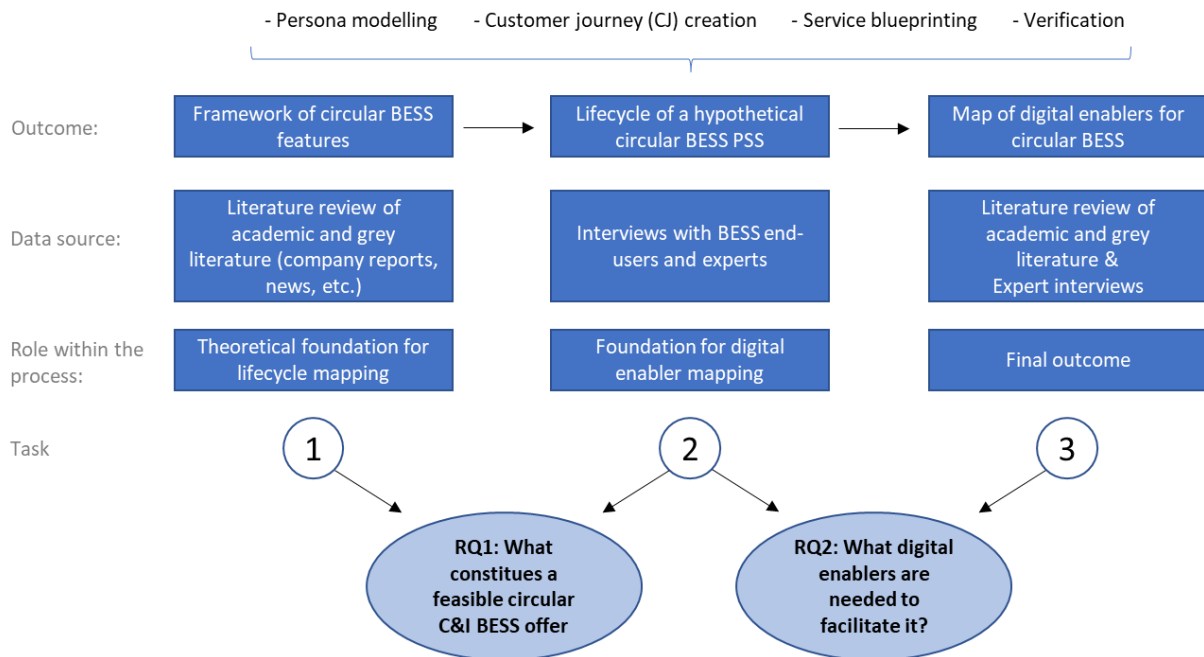 - Persona modelling - Customer journey (CJ) creation - Service blueprinting - Verification
Outcome:
Framework of circular BESS
features
Lifecycle of a hypothetical
circular BESS PSS
Map of digital enablers for
circular BESS
Data source:
Literature review of
academic and grey
literature (company reports,
news, etc.)
Interviews with BESS end-
users and experts
Literature review of
academic and grey
literature &
Expert interviews
Role within the
process:
Theoretical foundation for
lifecycle mapping
Foundation for digital
enabler mapping
Final outcome
Task
1
2
3
RQ1: What
constitues a
feasible circular
C&I BESS offer
RQ2: What digital
enablers are
needed to
facilitate it?